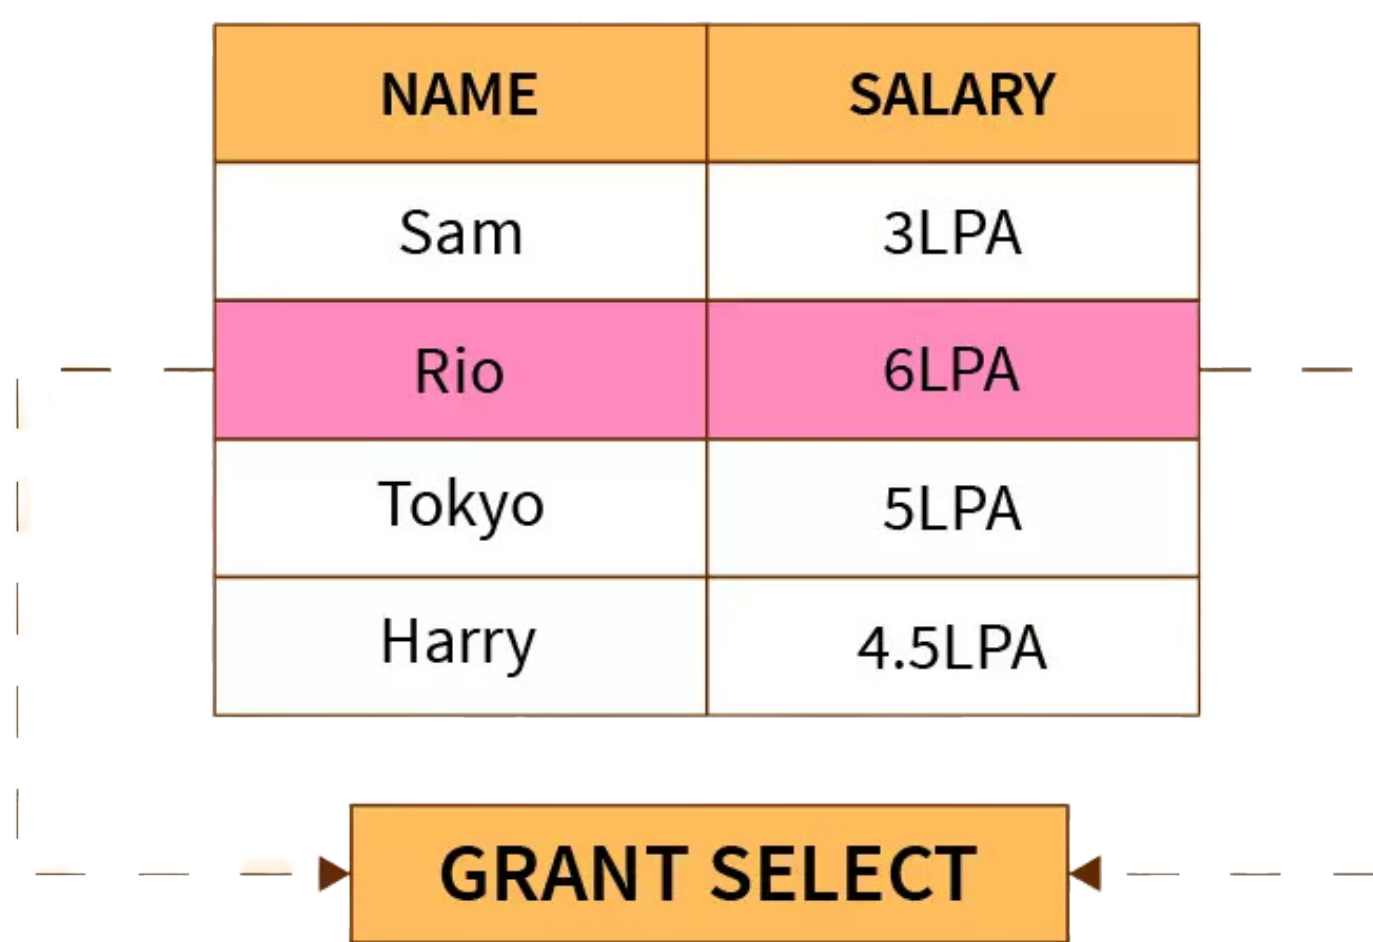 NAME SALARY
Sam 3LPA
Rio 6LPA
Tokyo 5LPA
Harry 4.5LPA
GRANT SELECT